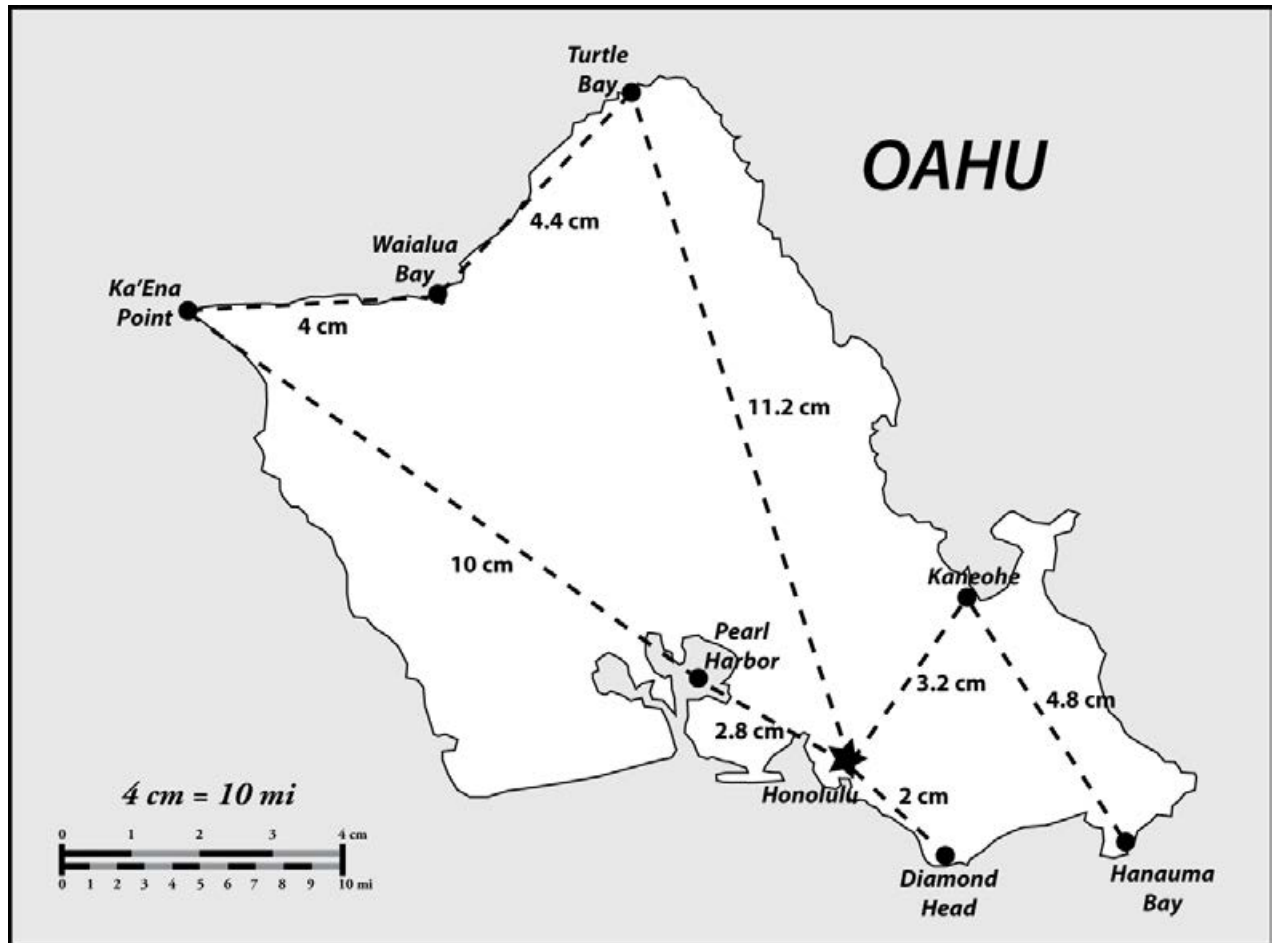 Turtle
Bay
OAHU
4.4 cm
Waialua
Bay
Ka'Ena
Point
4 cm
11.2 cm
10 cm
Kaneohe
Pearl
Harbor
3.2 cm
4.8 cm
2.8 cm
Honolulu
2 cm
4 cm = 10 mi
0 1 2 3 4 cm
0 1 2 3 4 5 6 7 8 9 10 mi
Diamond
Head
Hanauma
Bay